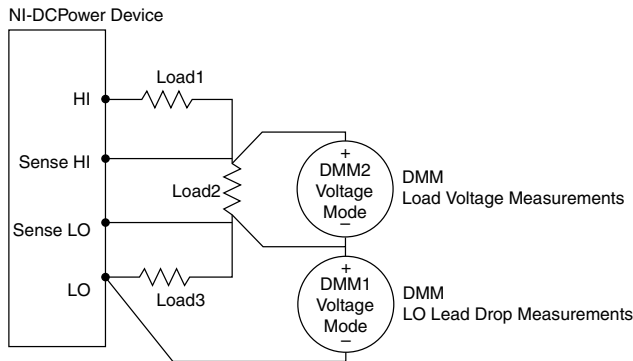 NI-DCPower Device
HI
Load1
Sense HI
Load2
Sense LO
LO
Load3
+
DMM2
Voltage
Mode
–
DMM
Load Voltage Measurements
+
DMM1
Voltage
Mode
–
DMM
LO Lead Drop Measurements